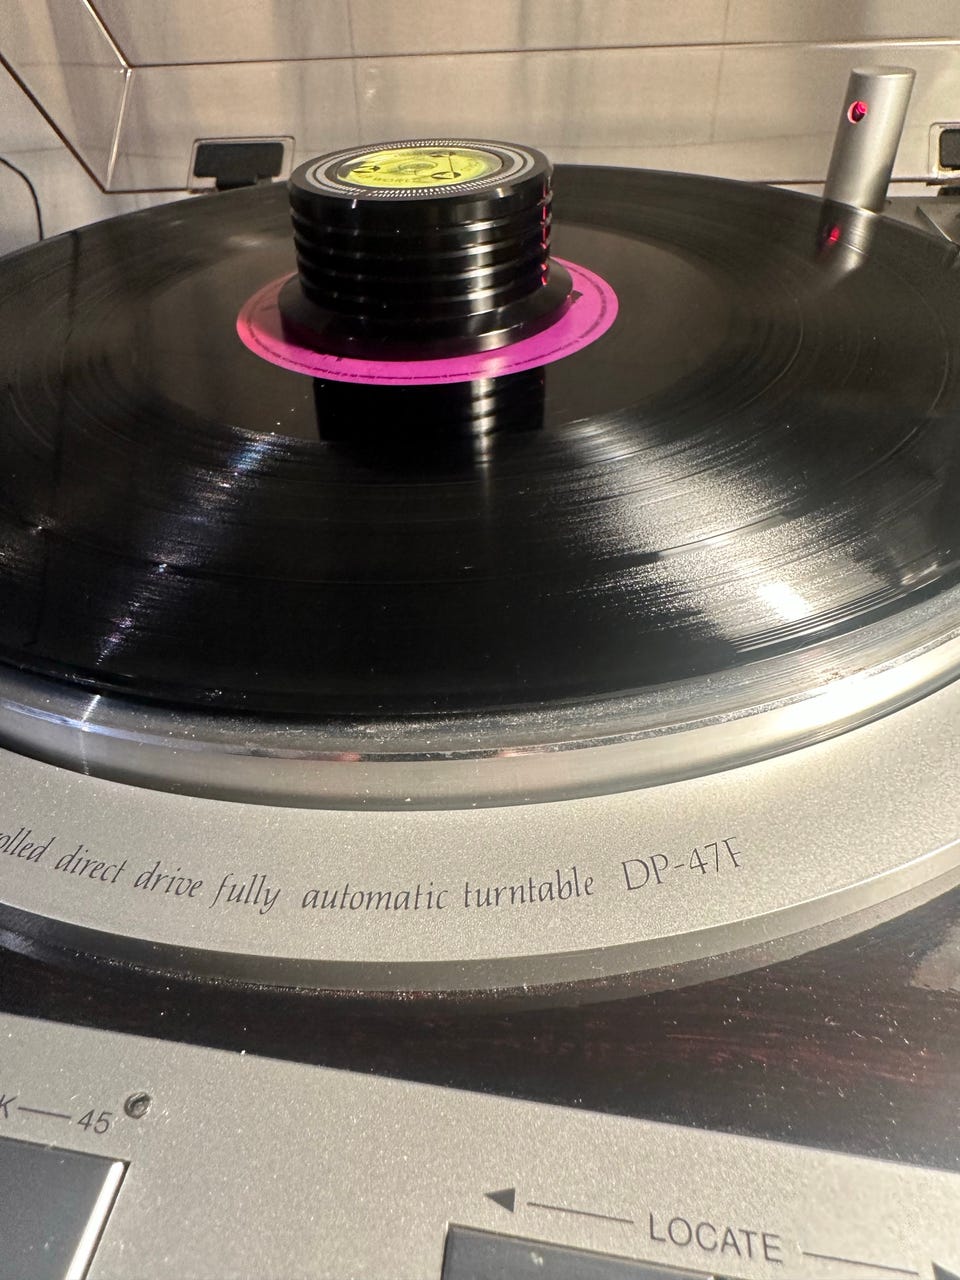 olled direct drive fully automatic turntable DP-47F
K — 45
LOCATE